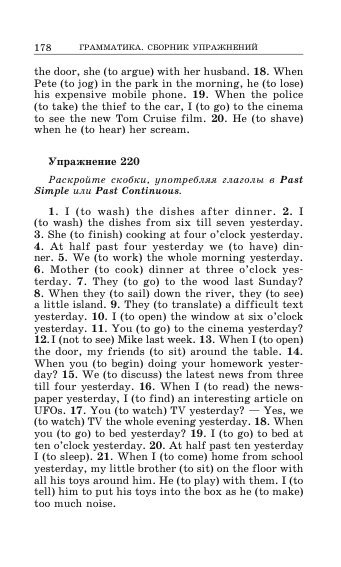 178 ГРАММАТИКА. СБОРНИК УПРАЖНЕНИЙ
the door, she (to argue) with her husband. 18. When
Pete (to jog) in the park in the morning, he (to lose)
his expensive mobile phone. 19. When the police
(to take) the thief to the car, I (to go) to the cinema
to see the new Tom Cruise film. 20. He (to shave)
when he (to hear) her scream.
Упражнение 220
Раскройте скобки, употребляя глаголы в Past
Simple или Past Continuous.
1. I (to wash) the dishes after dinner. 2. I
(to wash) the dishes from six till seven yesterday.
3. She (to finish) cooking at four o'clock yesterday.
4. At half past four yesterday we (to have) din-
ner. 5. We (to work) the whole morning yesterday.
6. Mother (to cook) dinner at three o'clock yes-
terday. 7. They (to go) to the wood last Sunday?
8. When they (to sail) down the river, they (to see)
a little island. 9. They (to translate) a difficult text
yesterday. 10. I (to open) the window at six o'clock
yesterday. 11. You (to go) to the cinema yesterday?
12. I (not to see) Mike last week. 13. When I (to open)
the door, my friends (to sit) around the table. 14.
When you (to begin) doing your homework yester-
day? 15. We (to discuss) the latest news from three
till four yesterday. 16. When I (to read) the news-
paper yesterday, I (to find) an interesting article on
UFOs. 17. You (to watch) TV yesterday? — Yes, we
(to watch) TV the whole evening yesterday. 18. When
you (to go) to bed yesterday? 19. I (to go) to bed at
ten o'clock yesterday. 20. At half past ten yesterday
I (to sleep). 21. When I (to come) home from school
yesterday, my little brother (to sit) on the floor with
all his toys around him. He (to play) with them. I (to
tell) him to put his toys into the box as he (to make)
too much noise.